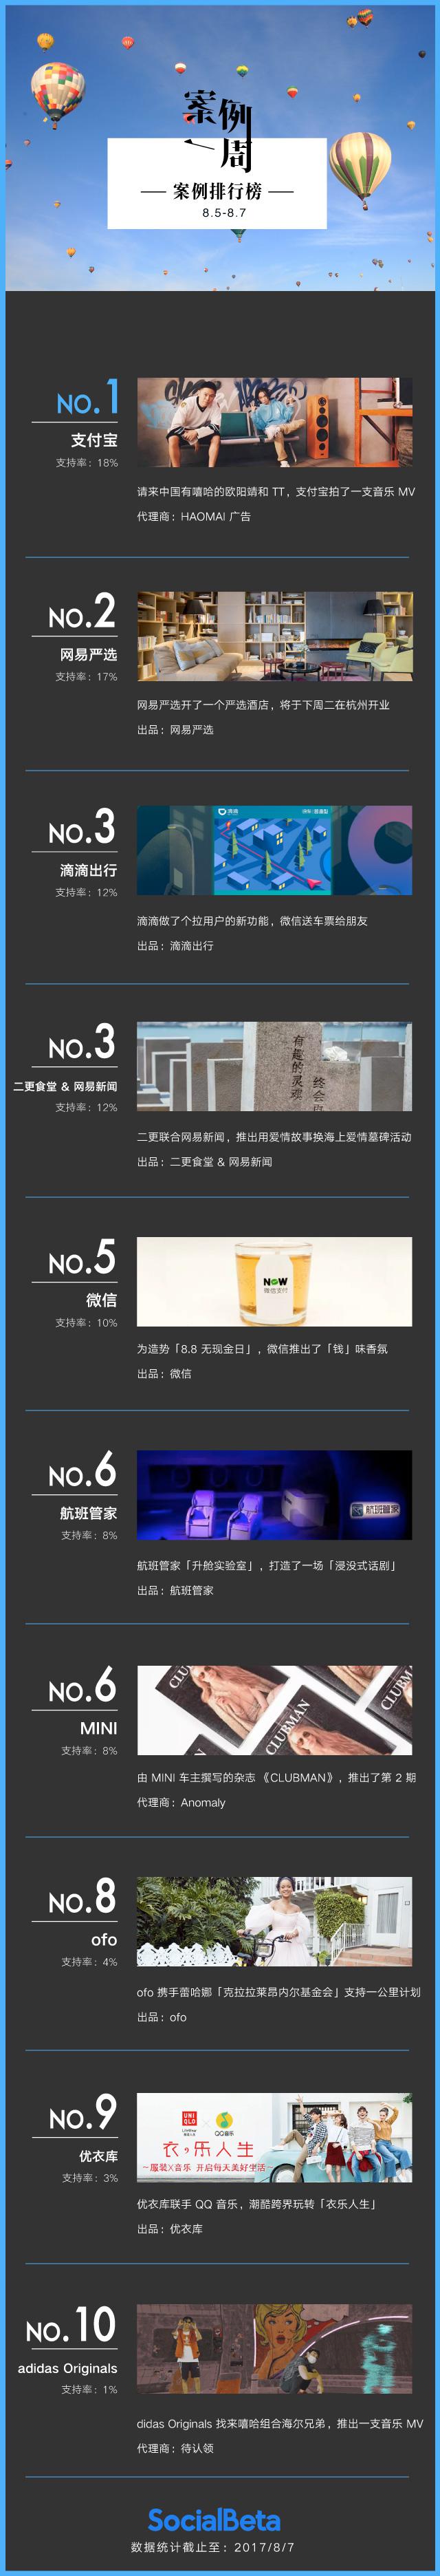 案例
一周
案例排行榜
8.5-8.7
NO.1
支付宝
支持率：18%
请来中国有嘻哈的欧阳靖和 TT，支付宝拍了一支音乐 MV
代理商：HAOMAI 广告
NO.2
网易严选
支持率：17%
网易严选开了一个严选酒店，将于下周二在杭州开业
出品：网易严选
NO.3
滴滴出行
支持率：12%
滴滴做了个拉用户的新功能，微信送车票给朋友
出品：滴滴出行
NO.3
二更食堂 & 网易新闻
支持率：12%
有趣的灵魂
终会
二更联合网易新闻，推出用爱情故事换海上爱情墓碑活动
出品：二更食堂 & 网易新闻
NO.5
微信
支持率：10%
NOW
微信支付
为造势「8.8 无现金日」，微信推出了「钱」味香氛
出品：微信
NO.6
航班管家
支持率：8%
航班管家
航班管家「升舱实验室」，打造了一场「浸没式话剧」
出品：航班管家
NO.6
MINI
支持率：8%
CLUBMAN
由 MINI 车主撰写的杂志《CLUBMAN》，推出了第 2 期
代理商：Anomaly
NO.8
ofo
支持率：4%
ofo 携手蕾哈娜「克拉拉莱昂内尔基金会」支持一公里计划
出品：ofo
NO.9
优衣库
支持率：3%
UNIQLO
QQ音乐
衣，乐人生
～服装X音乐 开启每天美好生活～
优衣库联手 QQ 音乐，潮酷跨界玩转「衣乐人生」
出品：优衣库
NO.10
adidas Originals
支持率：1%
didas Originals 找来嘻哈组合海尔兄弟，推出一支音乐 MV
代理商：待认领
SocialBeta
数据统计截止至：2017/8/7